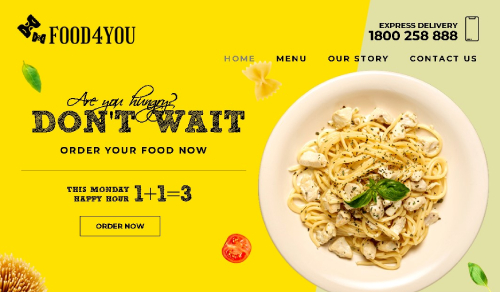 FOOD4YOU
EXPRESS DELIVERY
1800 258 888
HOME MENU OUR STORY CONTACT US
Are you hungry?
DON'T WAIT
ORDER YOUR FOOD NOW
THIS MONDAY
HAPPY HOUR
1+1=3
ORDER NOW